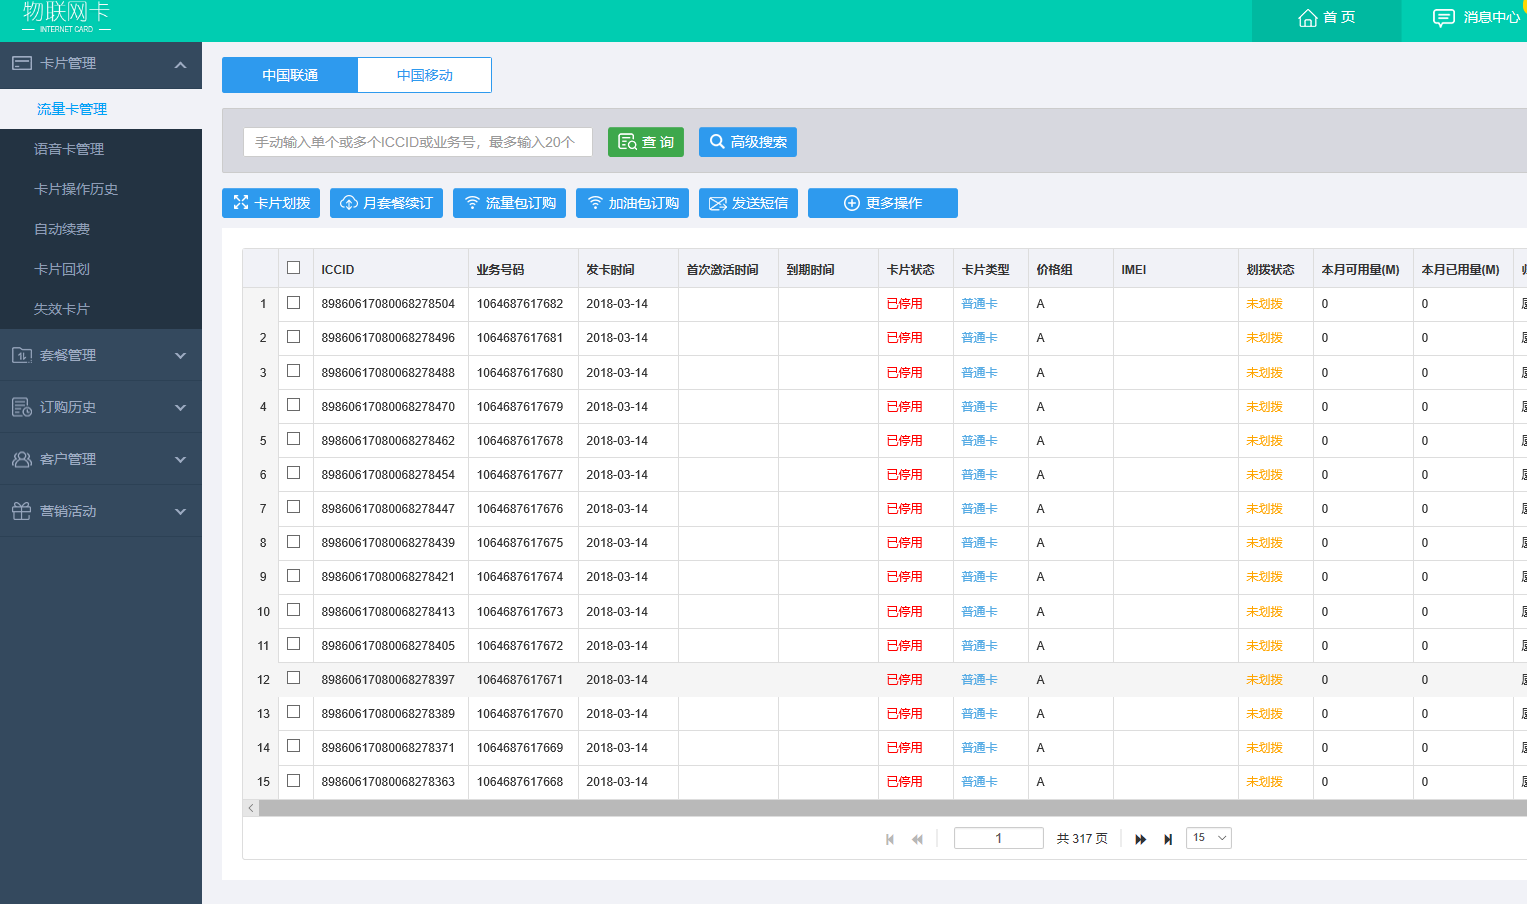 物联网卡
INTERNET CARD
首 页
消息中心
卡片管理
流量卡管理
语音卡管理
卡片操作历史
自动续费
卡片回划
失效卡片
套餐管理
订购历史
客户管理
营销活动
中国联通 中国移动
手动输入单个或多个ICCID或业务号，最多输入20个 查 询 高级搜索
卡片划拨 月套餐续订 流量包订购 加油包订购 发送短信 更多操作
ICCID 业务号码 发卡时间 首次激活时间 到期时间 卡片状态 卡片类型 价格组 IMEI 划拨状态 本月可用量(M) 本月已用量(M)
1 89860617080068278504 1064687617682 2018-03-14 已停用 普通卡 A 未划拨 0 0
2 89860617080068278496 1064687617681 2018-03-14 已停用 普通卡 A 未划拨 0 0
3 89860617080068278488 1064687617680 2018-03-14 已停用 普通卡 A 未划拨 0 0
4 89860617080068278470 1064687617679 2018-03-14 已停用 普通卡 A 未划拨 0 0
5 89860617080068278462 1064687617678 2018-03-14 已停用 普通卡 A 未划拨 0 0
6 89860617080068278454 1064687617677 2018-03-14 已停用 普通卡 A 未划拨 0 0
7 89860617080068278447 1064687617676 2018-03-14 已停用 普通卡 A 未划拨 0 0
8 89860617080068278439 1064687617675 2018-03-14 已停用 普通卡 A 未划拨 0 0
9 89860617080068278421 1064687617674 2018-03-14 已停用 普通卡 A 未划拨 0 0
10 89860617080068278413 1064687617673 2018-03-14 已停用 普通卡 A 未划拨 0 0
11 89860617080068278405 1064687617672 2018-03-14 已停用 普通卡 A 未划拨 0 0
12 89860617080068278397 1064687617671 2018-03-14 已停用 普通卡 A 未划拨 0 0
13 89860617080068278389 1064687617670 2018-03-14 已停用 普通卡 A 未划拨 0 0
14 89860617080068278371 1064687617669 2018-03-14 已停用 普通卡 A 未划拨 0 0
15 89860617080068278363 1064687617668 2018-03-14 已停用 普通卡 A 未划拨 0 0
1 共 317 页 15